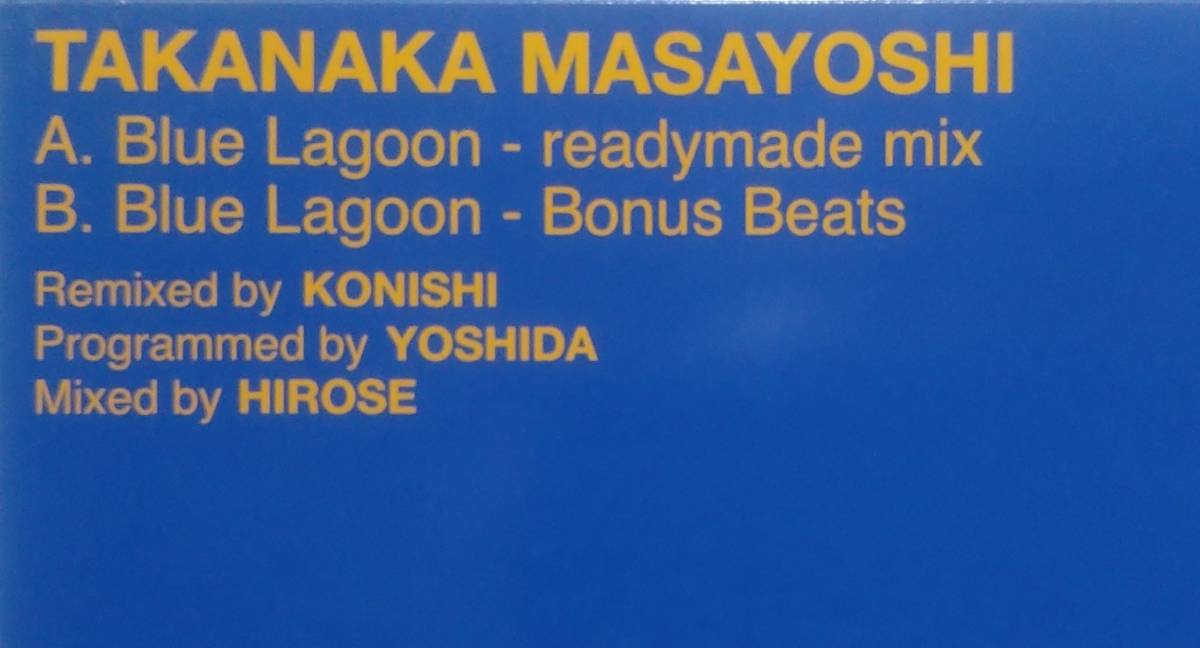 TAKANAKA MASAYOSHI
A. Blue Lagoon - readymade mix
B. Blue Lagoon - Bonus Beats
Remixed by KONISHI
Programmed by YOSHIDA
Mixed by HIROSE